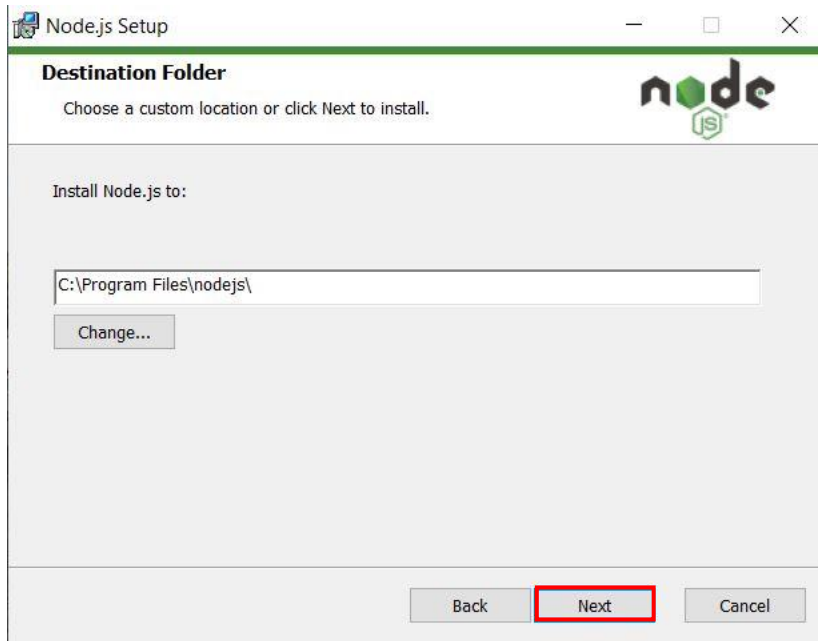 Node.js Setup
Destination Folder
Choose a custom location or click Next to install.
node
JS
Install Node.js to:
C:\Program Files\nodejs\
Change...
Back
Next
Cancel